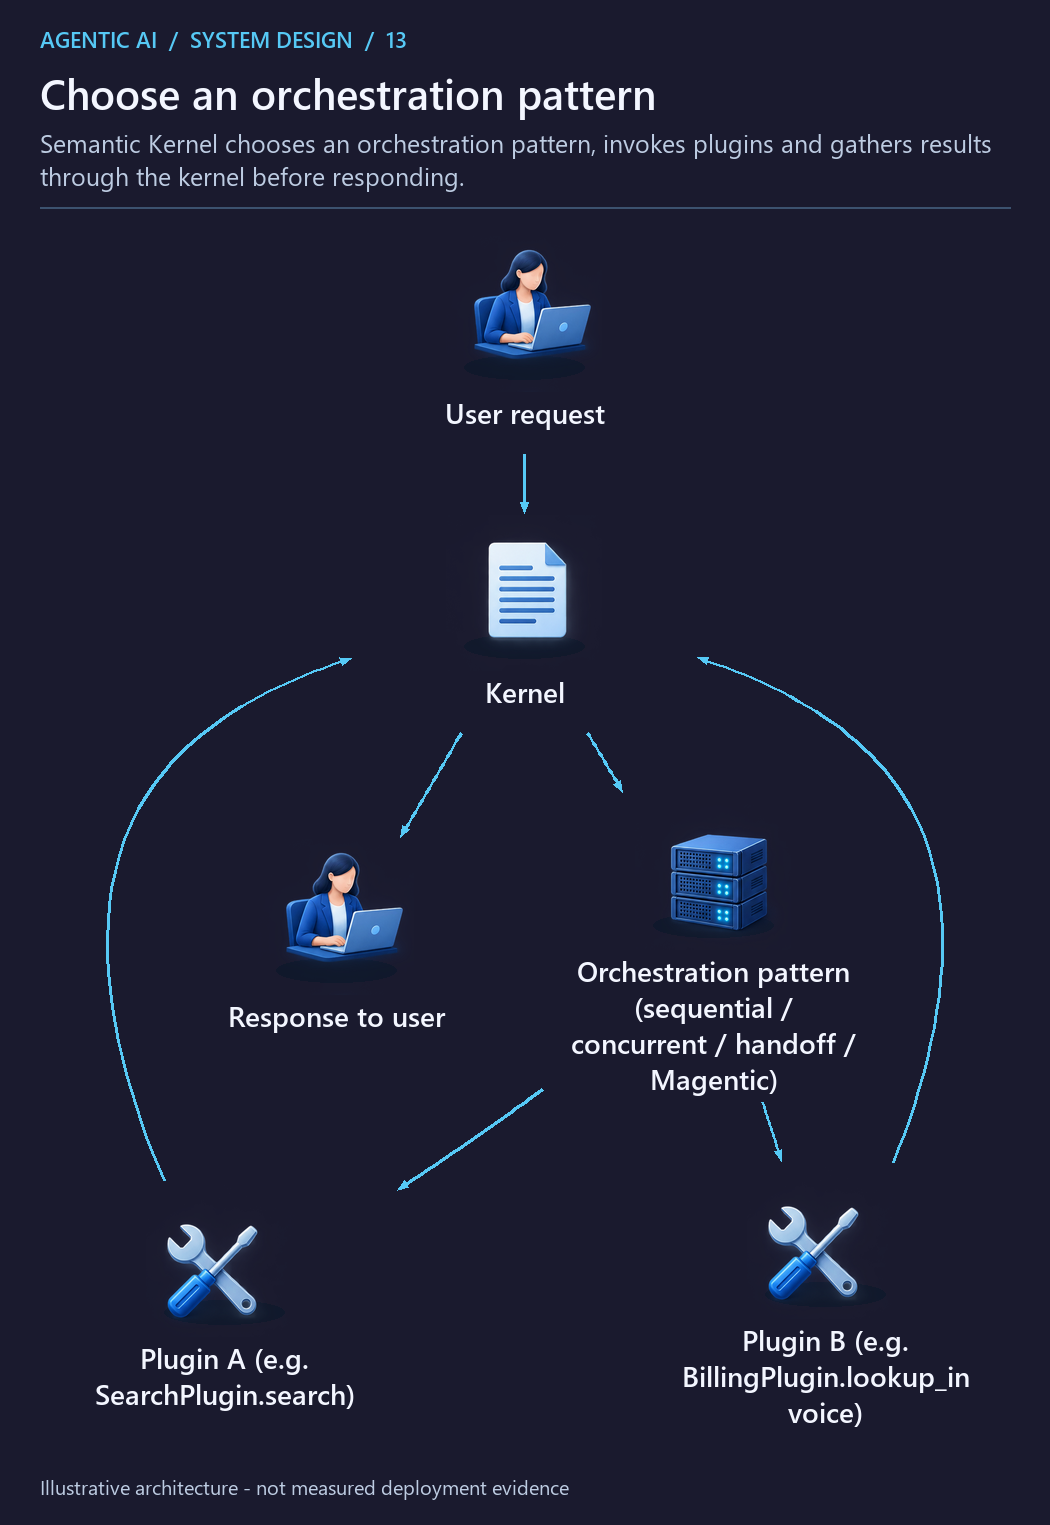 AGENTIC AI / SYSTEM DESIGN / 13
Choose an orchestration pattern
Semantic Kernel chooses an orchestration pattern, invokes plugins and gathers results
through the kernel before responding.
User request
Kernel
Response to user
Orchestration pattern
(sequential /
concurrent / handoff /
Magentic)
Plugin A (e.g.
SearchPlugin.search)
Plugin B (e.g.
BillingPlugin.lookup_in
voice)
Illustrative architecture - not measured deployment evidence